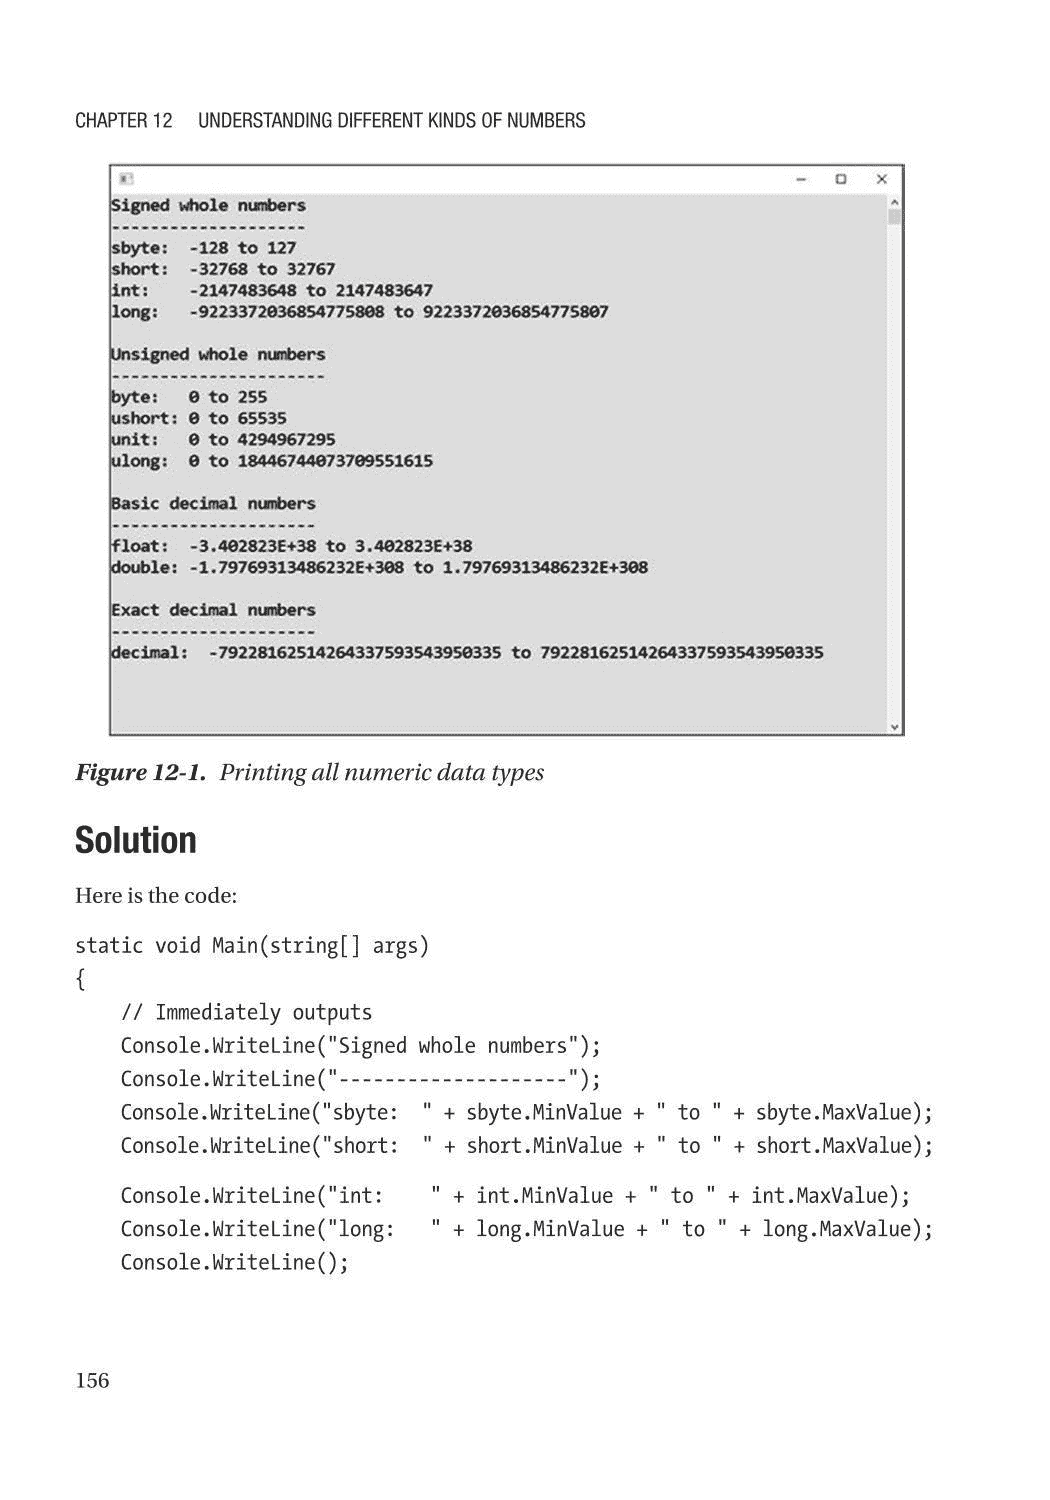 CHAPTER 12 UNDERSTANDING DIFFERENT KINDS OF NUMBERS
Signed whole numbers
--------------------
sbyte:  -128 to 127
short:  -32768 to 32767
int:    -2147483648 to 2147483647
long:   -9223372036854775808 to 9223372036854775807
Unsigned whole numbers
----------------------
byte:   0 to 255
ushort: 0 to 65535
unit:   0 to 4294967295
ulong:  0 to 18446744073709551615
Basic decimal numbers
---------------------
float:  -3.402823E+38 to 3.402823E+38
double: -1.79769313486232E+308 to 1.79769313486232E+308
Exact decimal numbers
---------------------
decimal:  -79228162514264337593543950335 to 79228162514264337593543950335
Figure 12-1. Printing all numeric data types
Solution
Here is the code:
static void Main(string[] args)
{
    // Immediately outputs
    Console.WriteLine("Signed whole numbers");
    Console.WriteLine("--------------------");
    Console.WriteLine("sbyte:  " + sbyte.MinValue + " to " + sbyte.MaxValue);
    Console.WriteLine("short:  " + short.MinValue + " to " + short.MaxValue);
    Console.WriteLine("int:    " + int.MinValue + " to " + int.MaxValue);
    Console.WriteLine("long:   " + long.MinValue + " to " + long.MaxValue);
    Console.WriteLine();
156